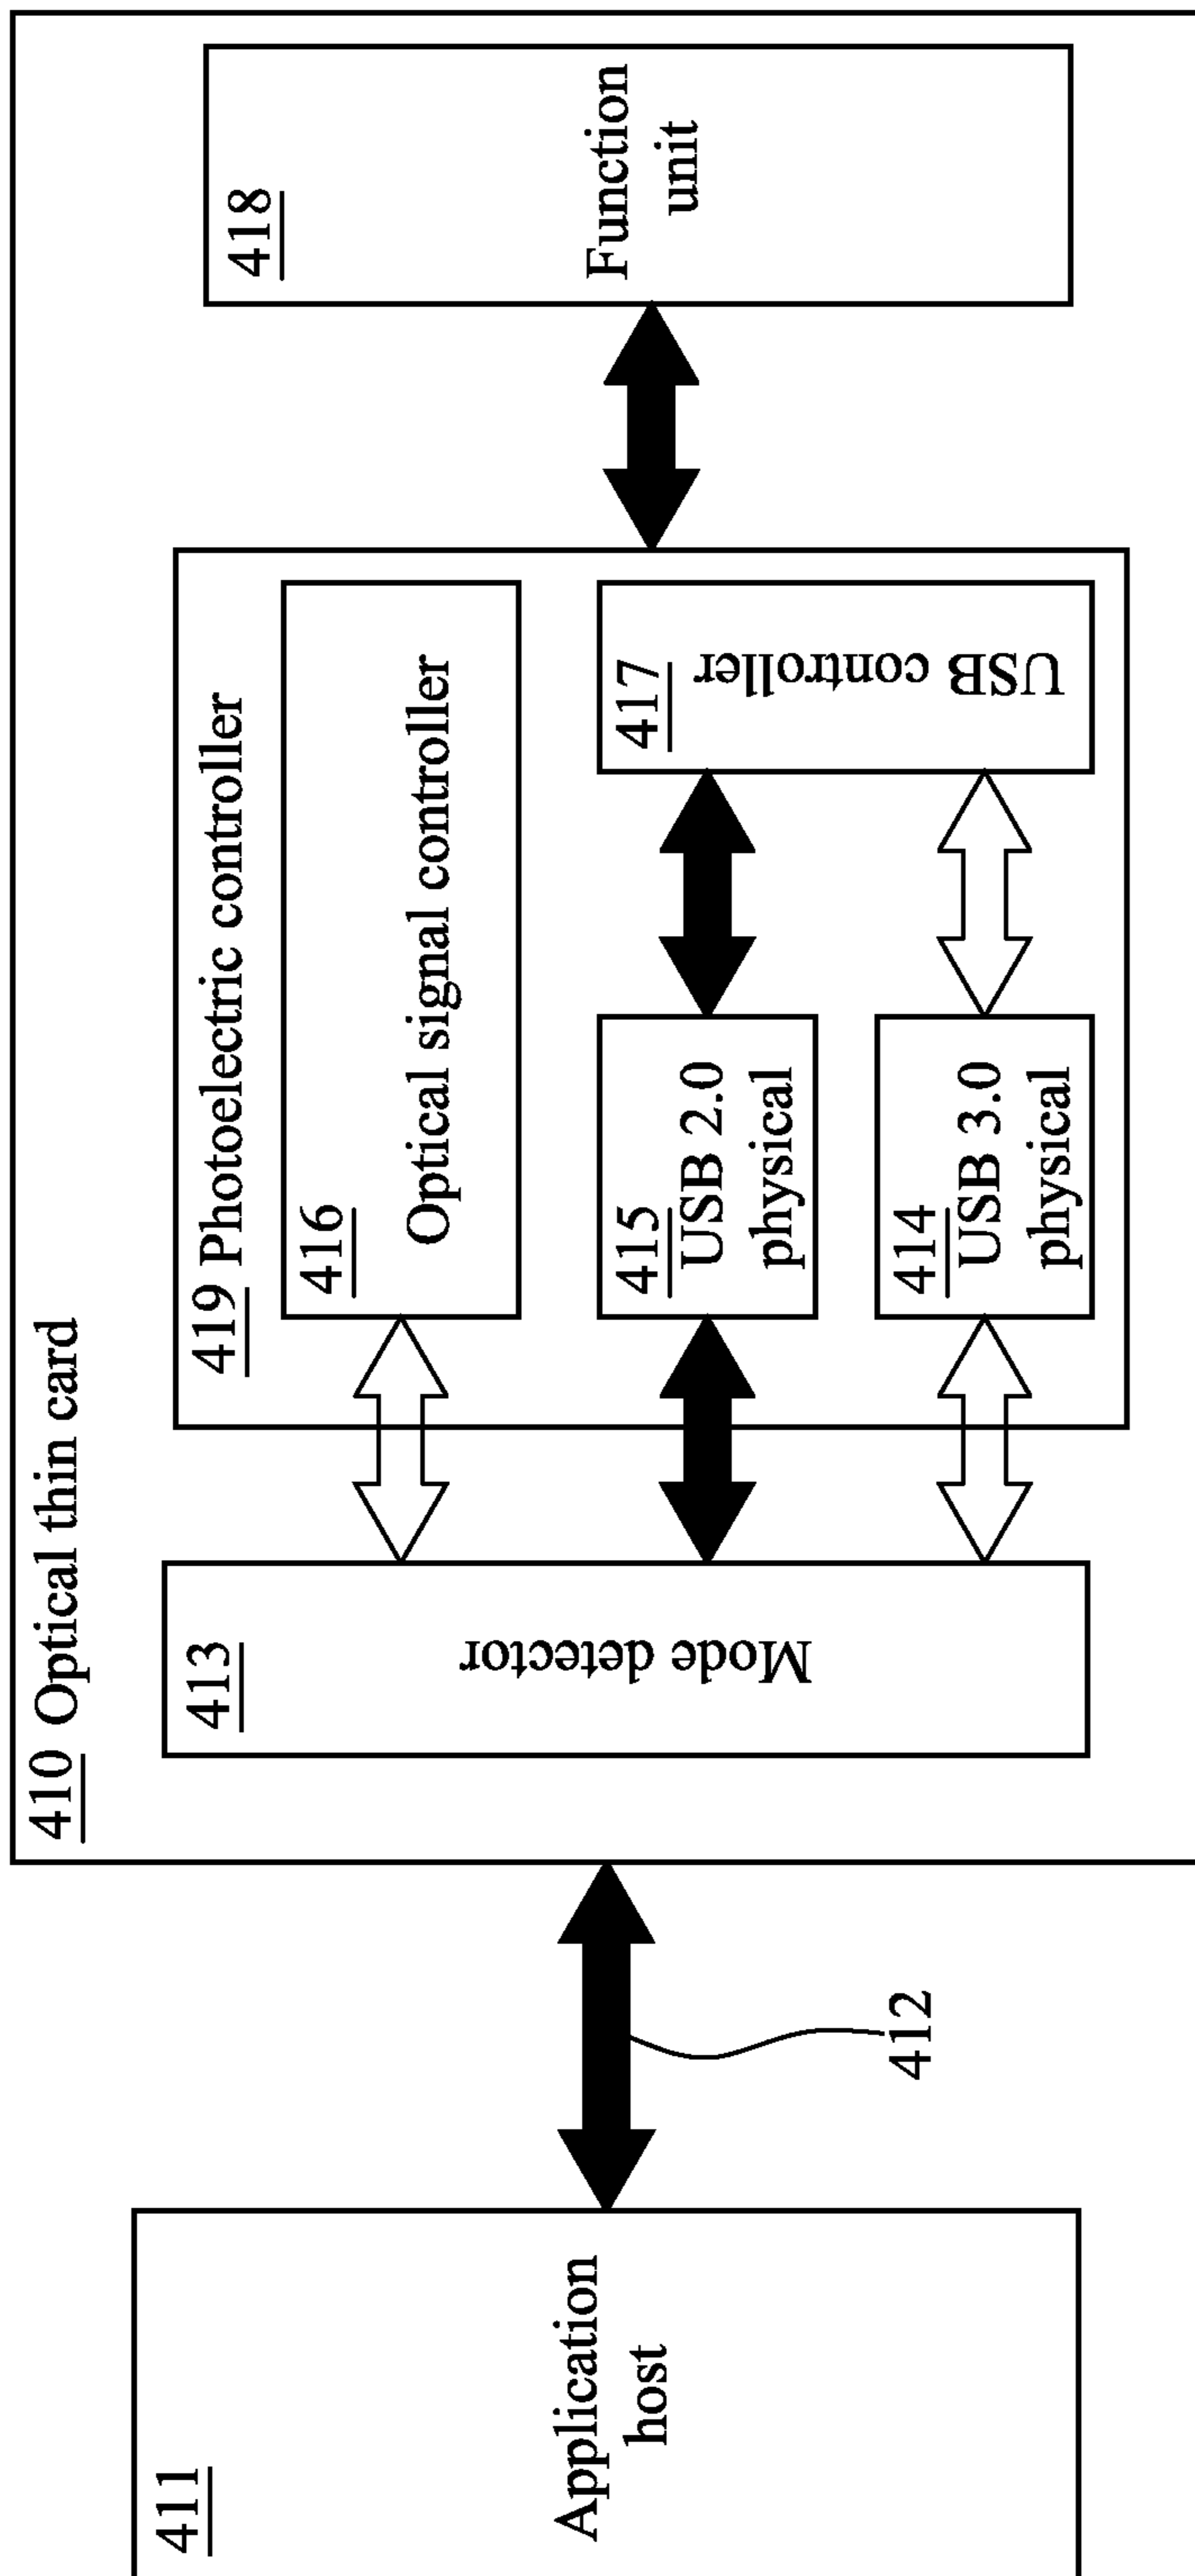 410 Optical thin card
411
Application
host
412
413
Mode detector
419 Photoelectric controller
416
Optical signal controller
415
USB 2.0
physical
414
USB 3.0
physical
417
USB controller
418
Function
unit